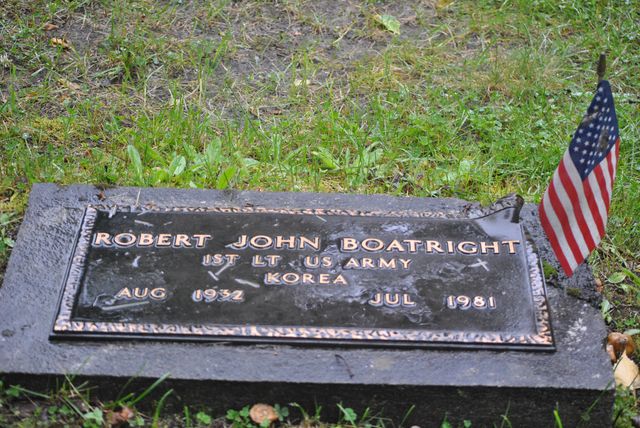 ROBERT JOHN BOATRIGHT
1ST LT US ARMY
KOREA
AUG 1932 JUL 1981